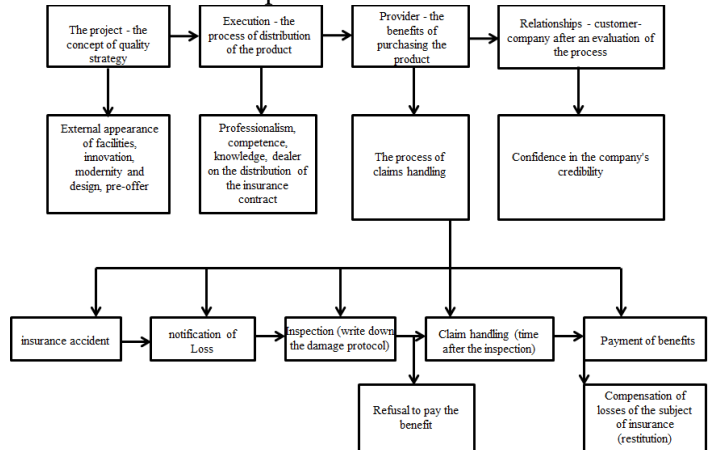 The project - the
concept of quality
strategy
Execution - the
process of distribution
of the product
Provider - the
benefits of
purchasing the
product
Relationships - customer-
company after an evaluation of
the process
External appearance
of facilities,
innovation,
modernity and
design, pre-offer
Professionalism,
competence,
knowledge, dealer
on the distribution of
the insurance
contract
The process of
claims handling
Confidence in the company's
credibility
insurance accident
notification of
Loss
Inspection (write down
the damage protocol)
Claim handling (time
after the inspection)
Payment of benefits
Refusal to pay the
benefit
Compensation of
losses of the subject
of insurance
(restitution)